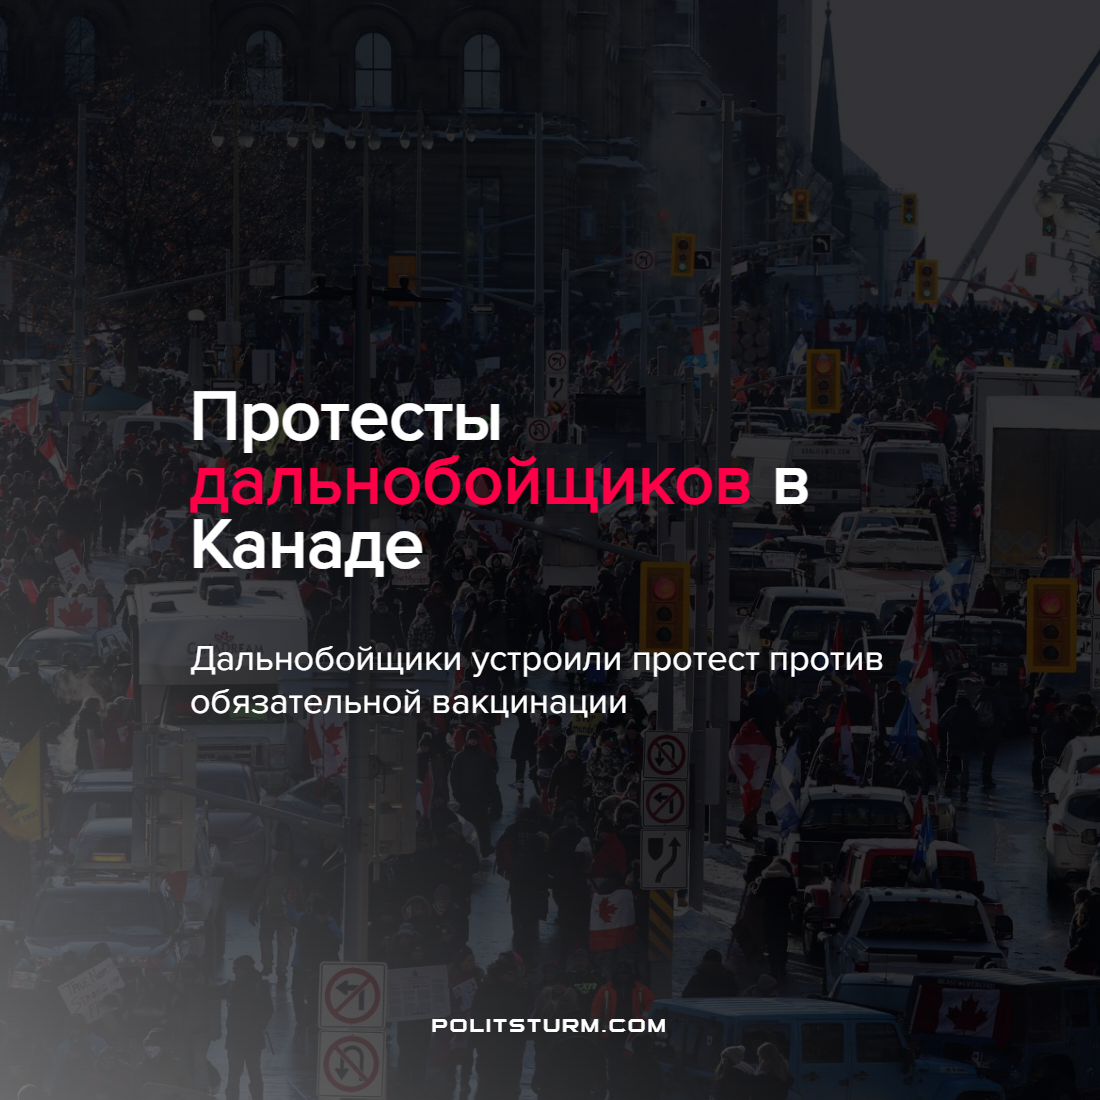 Протесты
дальнобойщиков в
Канаде
Дальнобойщики устроили протест против
обязательной вакцинации
POLITSTURM.COM